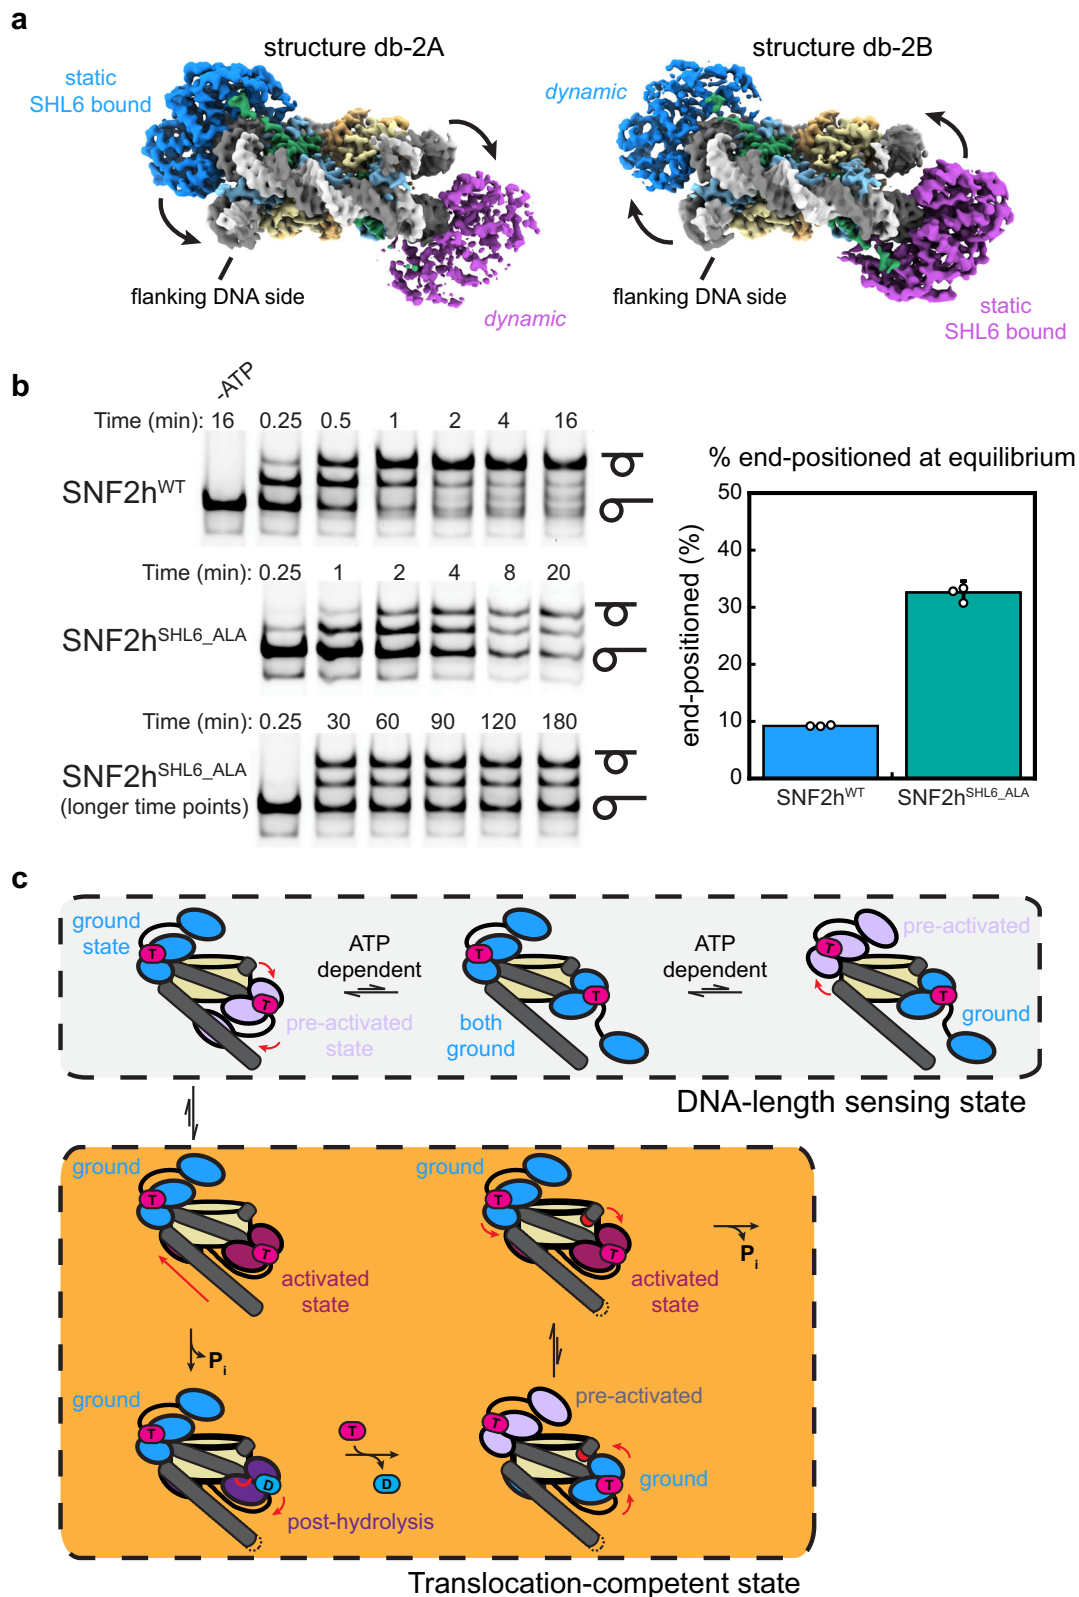 a
structure db-2A
structure db-2B
static
SHL6 bound
dynamic
flanking DNA side
dynamic
flanking DNA side
static
SHL6 bound
b
-ATP
Time (min): 16 0.25 0.5 1 2 4 16
SNF2hWT
Time (min): 0.25 1 2 4 8 20
SNF2hSHL6_ALA
Time (min): 0.25 30 60 90 120 180
SNF2hSHL6_ALA
(longer time points)
% end-positioned at equilibrium
end-positioned (%)
50
40
30
20
10
0
SNF2hWT
SNF2hSHL6_ALA
c
ground
state
T
T
pre-activated
state
ATP
dependent
T
T
both
ground
ATP
dependent
pre-activated
T
T
ground
DNA-length sensing state
ground
T
T
activated
state
Pi
ground
T
D
post-hydrolysis
T
D
pre-activated
T
T
ground
ground
T
T
activated
state
Pi
Translocation-competent state